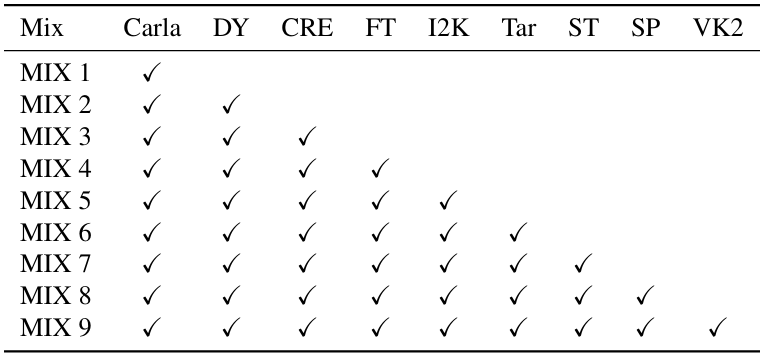 Mix Carla DY CRE FT I2K Tar ST SP VK2
MIX 1 ✓
MIX 2 ✓ ✓
MIX 3 ✓ ✓ ✓
MIX 4 ✓ ✓ ✓ ✓
MIX 5 ✓ ✓ ✓ ✓ ✓
MIX 6 ✓ ✓ ✓ ✓ ✓ ✓
MIX 7 ✓ ✓ ✓ ✓ ✓ ✓ ✓
MIX 8 ✓ ✓ ✓ ✓ ✓ ✓ ✓ ✓
MIX 9 ✓ ✓ ✓ ✓ ✓ ✓ ✓ ✓ ✓